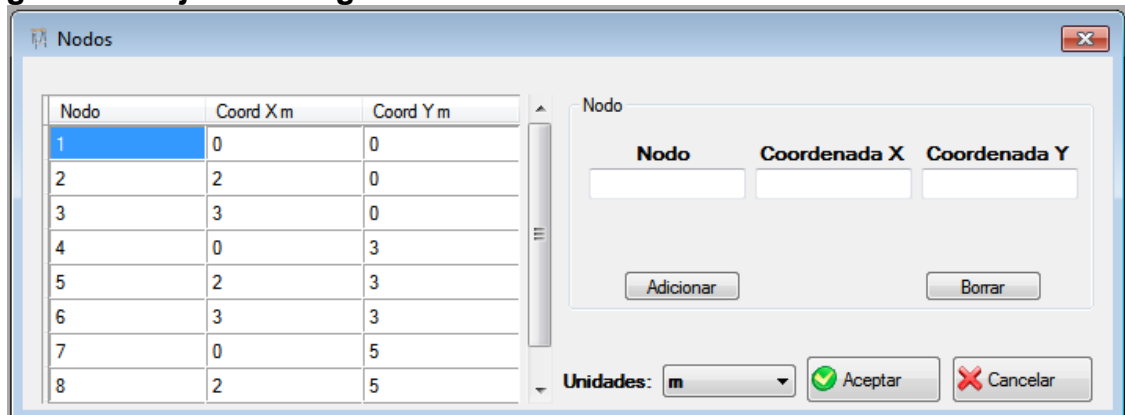 Nodos
Nodo Coord X m Coord Y m
1 0 0
2 2 0
3 3 0
4 0 3
5 2 3
6 3 3
7 0 5
8 2 5
Nodo
Nodo Coordenada X Coordenada Y
Adicionar Borrar
Unidades: m Aceptar Cancelar